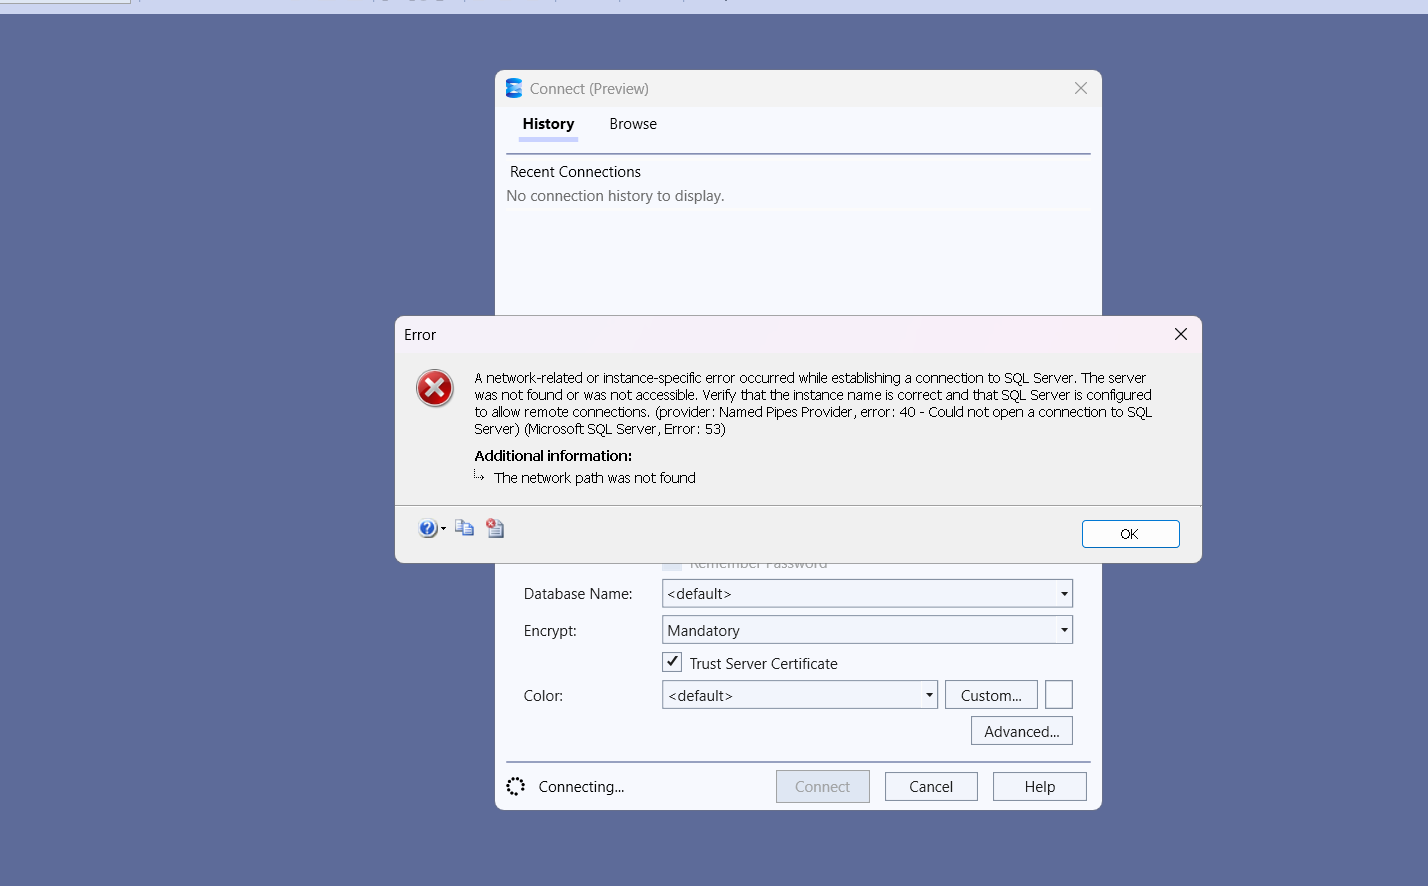 Connect (Preview)
History Browse
Recent Connections
No connection history to display.
Error
A network-related or instance-specific error occurred while establishing a connection to SQL Server. The server
was not found or was not accessible. Verify that the instance name is correct and that SQL Server is configured
to allow remote connections. (provider: Named Pipes Provider, error: 40 - Could not open a connection to SQL
Server) (Microsoft SQL Server, Error: 53)
Additional information:
The network path was not found
OK
Remember Password
Database Name: <default>
Encrypt: Mandatory
Trust Server Certificate
Color: <default> Custom...
Advanced...
Connecting... Connect Cancel Help